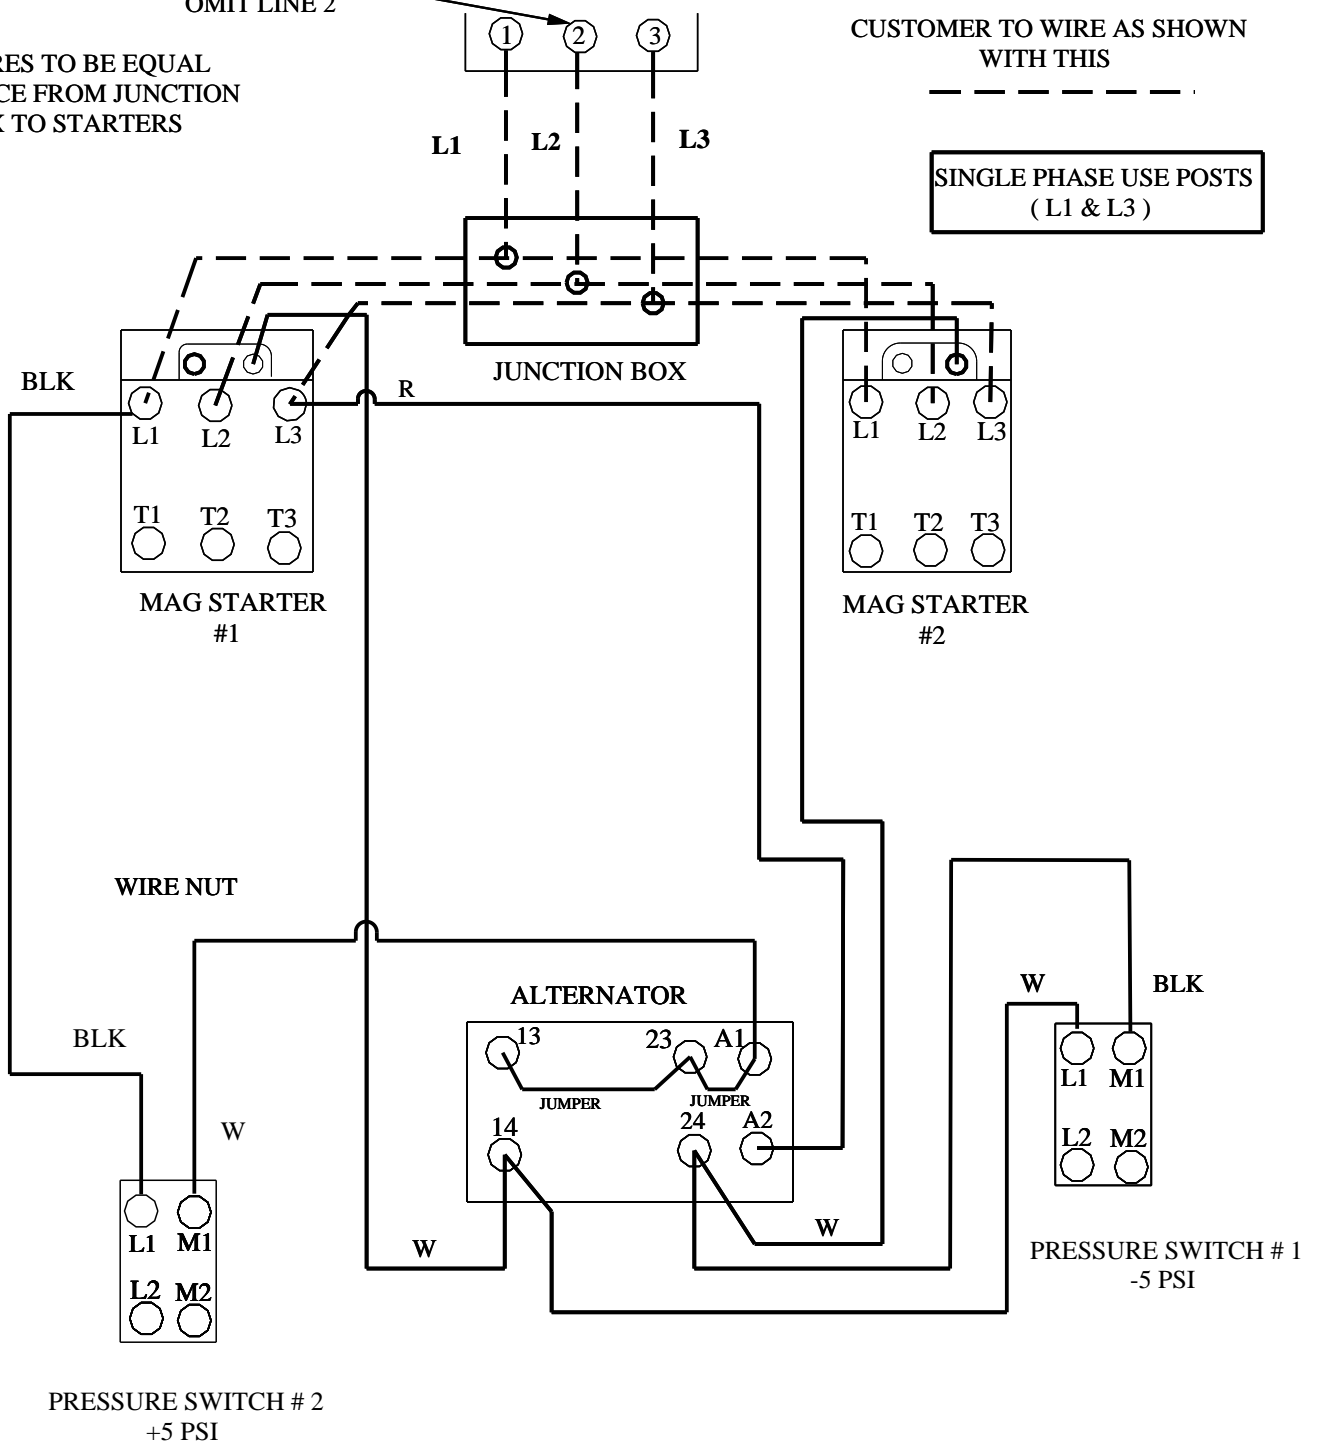 OMIT LINE 2
1 2 3
CUSTOMER TO WIRE AS SHOWN
WITH THIS
TO BE EQUAL
FROM JUNCTION
TO STARTERS
L1 L2 L3
SINGLE PHASE USE POSTS
( L1 & L3 )
JUNCTION BOX
BLK
R
L1 L2 L3
L1 L2 L3
T1 T2 T3
T1 T2 T3
MAG STARTER
#1
MAG STARTER
#2
WIRE NUT
ALTERNATOR
W
BLK
BLK
13 23 A1
JUMPER
JUMPER
14 24 A2
L1 M1
L2 M2
W
L1 M1
L2 M2
W
W
PRESSURE SWITCH # 1
-5 PSI
PRESSURE SWITCH # 2
+5 PSI